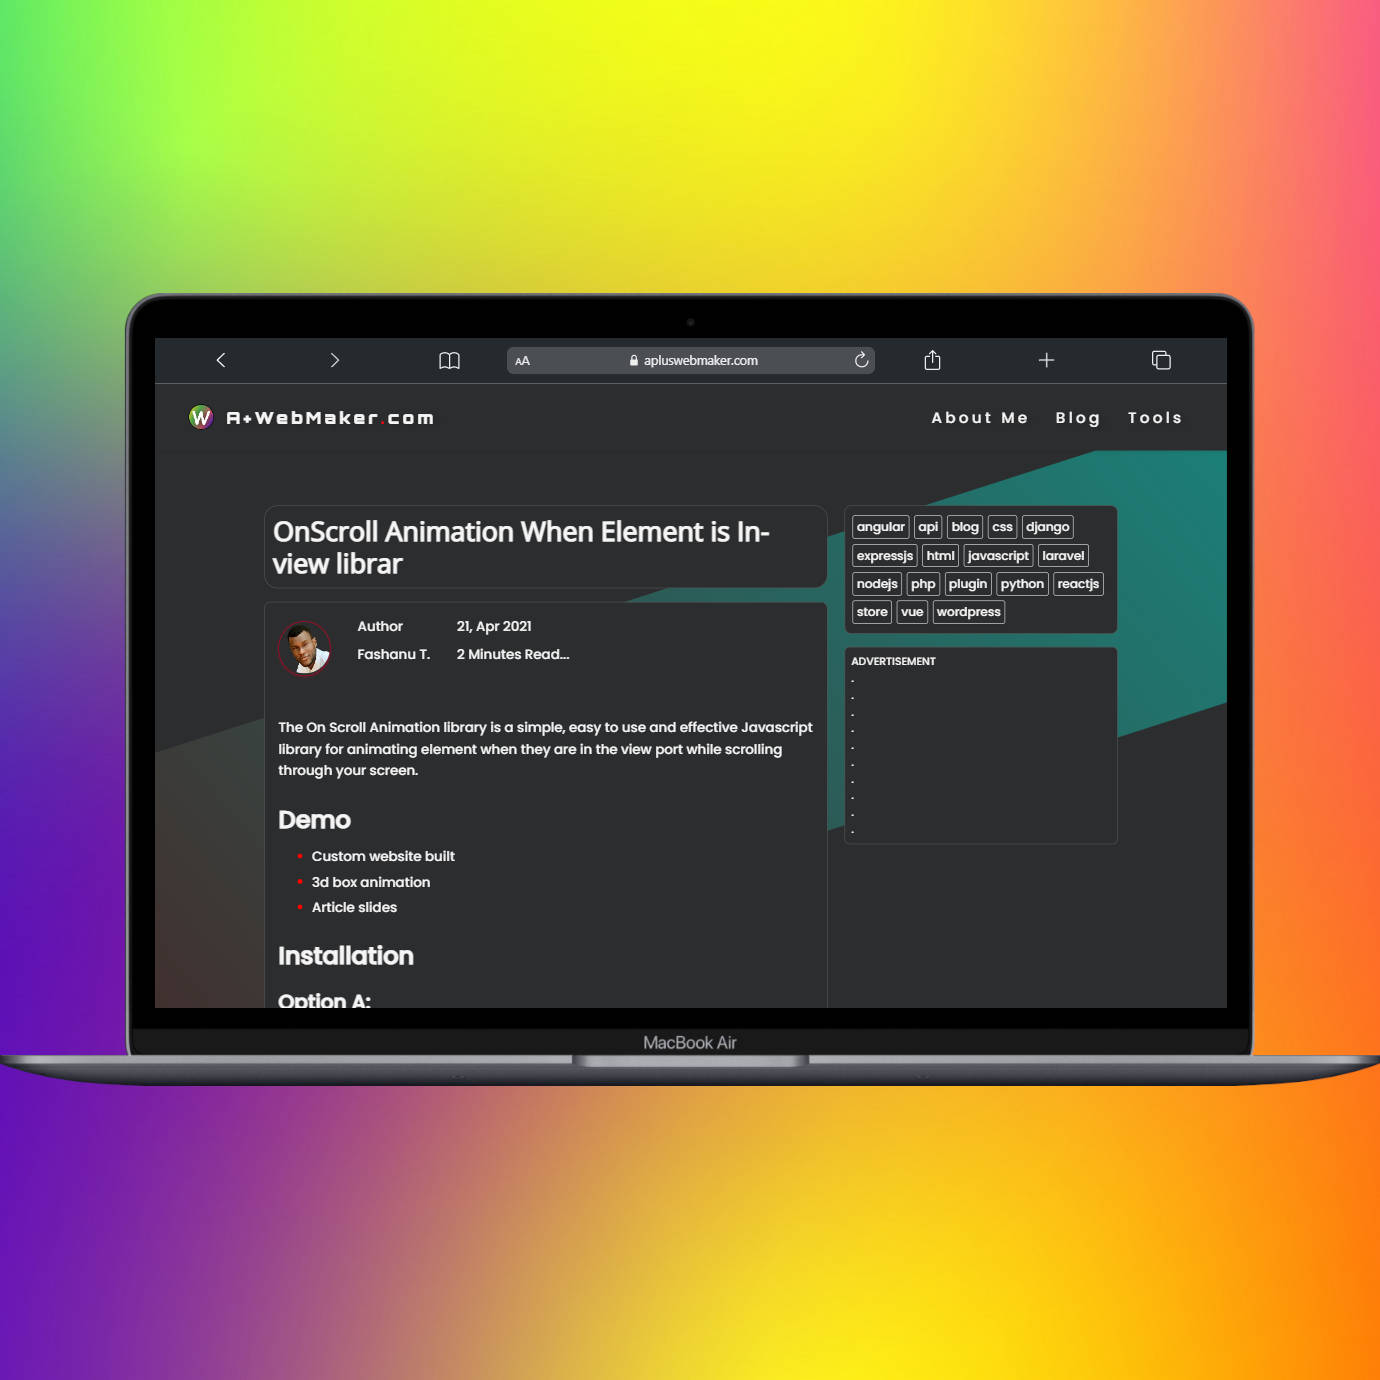 AA apluswebmaker.com
W A+WebMaker.com
About Me Blog Tools
OnScroll Animation When Element is In-
view librar
Author 21, Apr 2021
Fashanu T. 2 Minutes Read...
The On Scroll Animation library is a simple, easy to use and effective Javascript
library for animating element when they are in the view port while scrolling
through your screen.
Demo
• Custom website built
• 3d box animation
• Article slides
Installation
Option A:
angular api blog css django
expressjs html javascript laravel
nodejs php plugin python reactjs
store vue wordpress
ADVERTISEMENT
.
.
.
.
.
.
.
.
.
.
MacBook Air